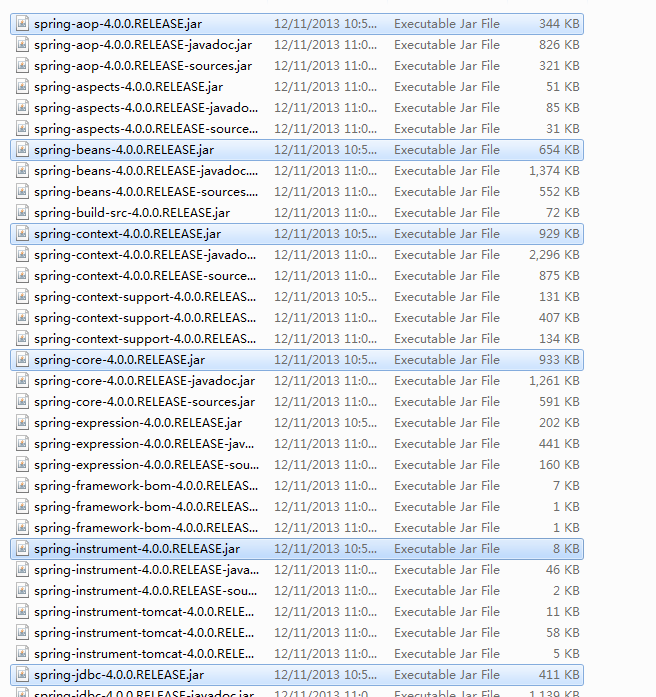 spring-aop-4.0.0.RELEASE.jar 12/11/2013 10:5... Executable Jar File 344 KB
spring-aop-4.0.0.RELEASE-javadoc.jar 12/11/2013 11:0... Executable Jar File 826 KB
spring-aop-4.0.0.RELEASE-sources.jar 12/11/2013 11:0... Executable Jar File 321 KB
spring-aspects-4.0.0.RELEASE.jar 12/11/2013 11:0... Executable Jar File 51 KB
spring-aspects-4.0.0.RELEASE-javado... 12/11/2013 11:0... Executable Jar File 85 KB
spring-aspects-4.0.0.RELEASE-source... 12/11/2013 11:0... Executable Jar File 31 KB
spring-beans-4.0.0.RELEASE.jar 12/11/2013 10:5... Executable Jar File 654 KB
spring-beans-4.0.0.RELEASE-javadoc.... 12/11/2013 11:0... Executable Jar File 1,374 KB
spring-beans-4.0.0.RELEASE-sources.... 12/11/2013 11:0... Executable Jar File 552 KB
spring-build-src-4.0.0.RELEASE.jar 12/11/2013 11:0... Executable Jar File 72 KB
spring-context-4.0.0.RELEASE.jar 12/11/2013 10:5... Executable Jar File 929 KB
spring-context-4.0.0.RELEASE-javado... 12/11/2013 11:0... Executable Jar File 2,296 KB
spring-context-4.0.0.RELEASE-source... 12/11/2013 11:0... Executable Jar File 875 KB
spring-context-support-4.0.0.RELEAS... 12/11/2013 10:5... Executable Jar File 131 KB
spring-context-support-4.0.0.RELEAS... 12/11/2013 11:0... Executable Jar File 407 KB
spring-context-support-4.0.0.RELEAS... 12/11/2013 11:0... Executable Jar File 134 KB
spring-core-4.0.0.RELEASE.jar 12/11/2013 10:5... Executable Jar File 933 KB
spring-core-4.0.0.RELEASE-javadoc.jar 12/11/2013 11:0... Executable Jar File 1,261 KB
spring-core-4.0.0.RELEASE-sources.jar 12/11/2013 11:0... Executable Jar File 591 KB
spring-expression-4.0.0.RELEASE.jar 12/11/2013 10:5... Executable Jar File 202 KB
spring-expression-4.0.0.RELEASE-jav... 12/11/2013 11:0... Executable Jar File 441 KB
spring-expression-4.0.0.RELEASE-sou... 12/11/2013 11:0... Executable Jar File 160 KB
spring-framework-bom-4.0.0.RELEAS... 12/11/2013 11:0... Executable Jar File 7 KB
spring-framework-bom-4.0.0.RELEAS... 12/11/2013 11:0... Executable Jar File 1 KB
spring-framework-bom-4.0.0.RELEAS... 12/11/2013 11:0... Executable Jar File 1 KB
spring-instrument-4.0.0.RELEASE.jar 12/11/2013 10:5... Executable Jar File 8 KB
spring-instrument-4.0.0.RELEASE-java... 12/11/2013 11:0... Executable Jar File 46 KB
spring-instrument-4.0.0.RELEASE-sou... 12/11/2013 11:0... Executable Jar File 2 KB
spring-instrument-tomcat-4.0.0.RELE... 12/11/2013 11:0... Executable Jar File 11 KB
spring-instrument-tomcat-4.0.0.RELE... 12/11/2013 11:0... Executable Jar File 58 KB
spring-instrument-tomcat-4.0.0.RELE... 12/11/2013 11:0... Executable Jar File 5 KB
spring-jdbc-4.0.0.RELEASE.jar 12/11/2013 10:5... Executable Jar File 411 KB
spring-jdbc-4.0.0.RELEASE-javadoc.jar 12/11/2013 11:0... Executable Jar File 1,139 KB